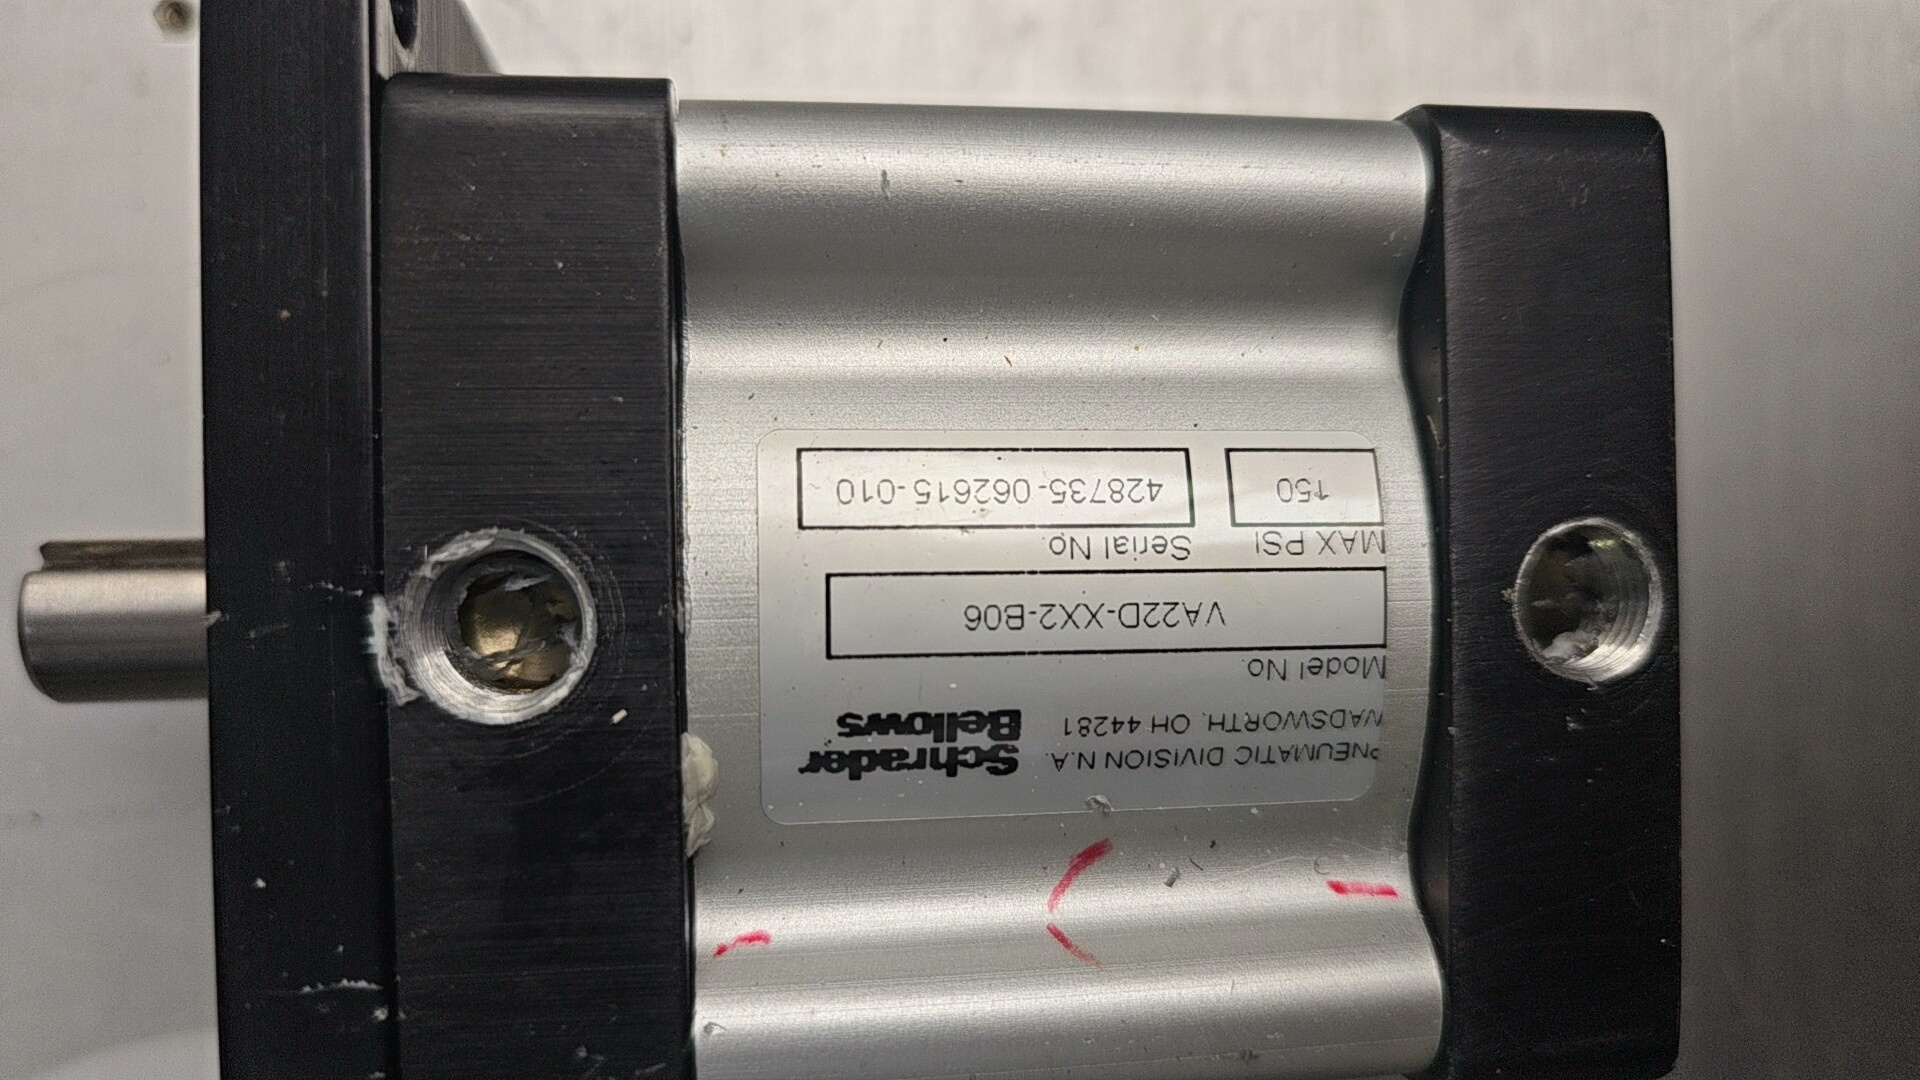 Schrader
Bellows
PNEUMATIC DIVISION N.A.
WADSWORTH, OH 44281
Model No.
VA22D-XX2-B06
MAX PSI
150
Serial No.
428735-062615-010